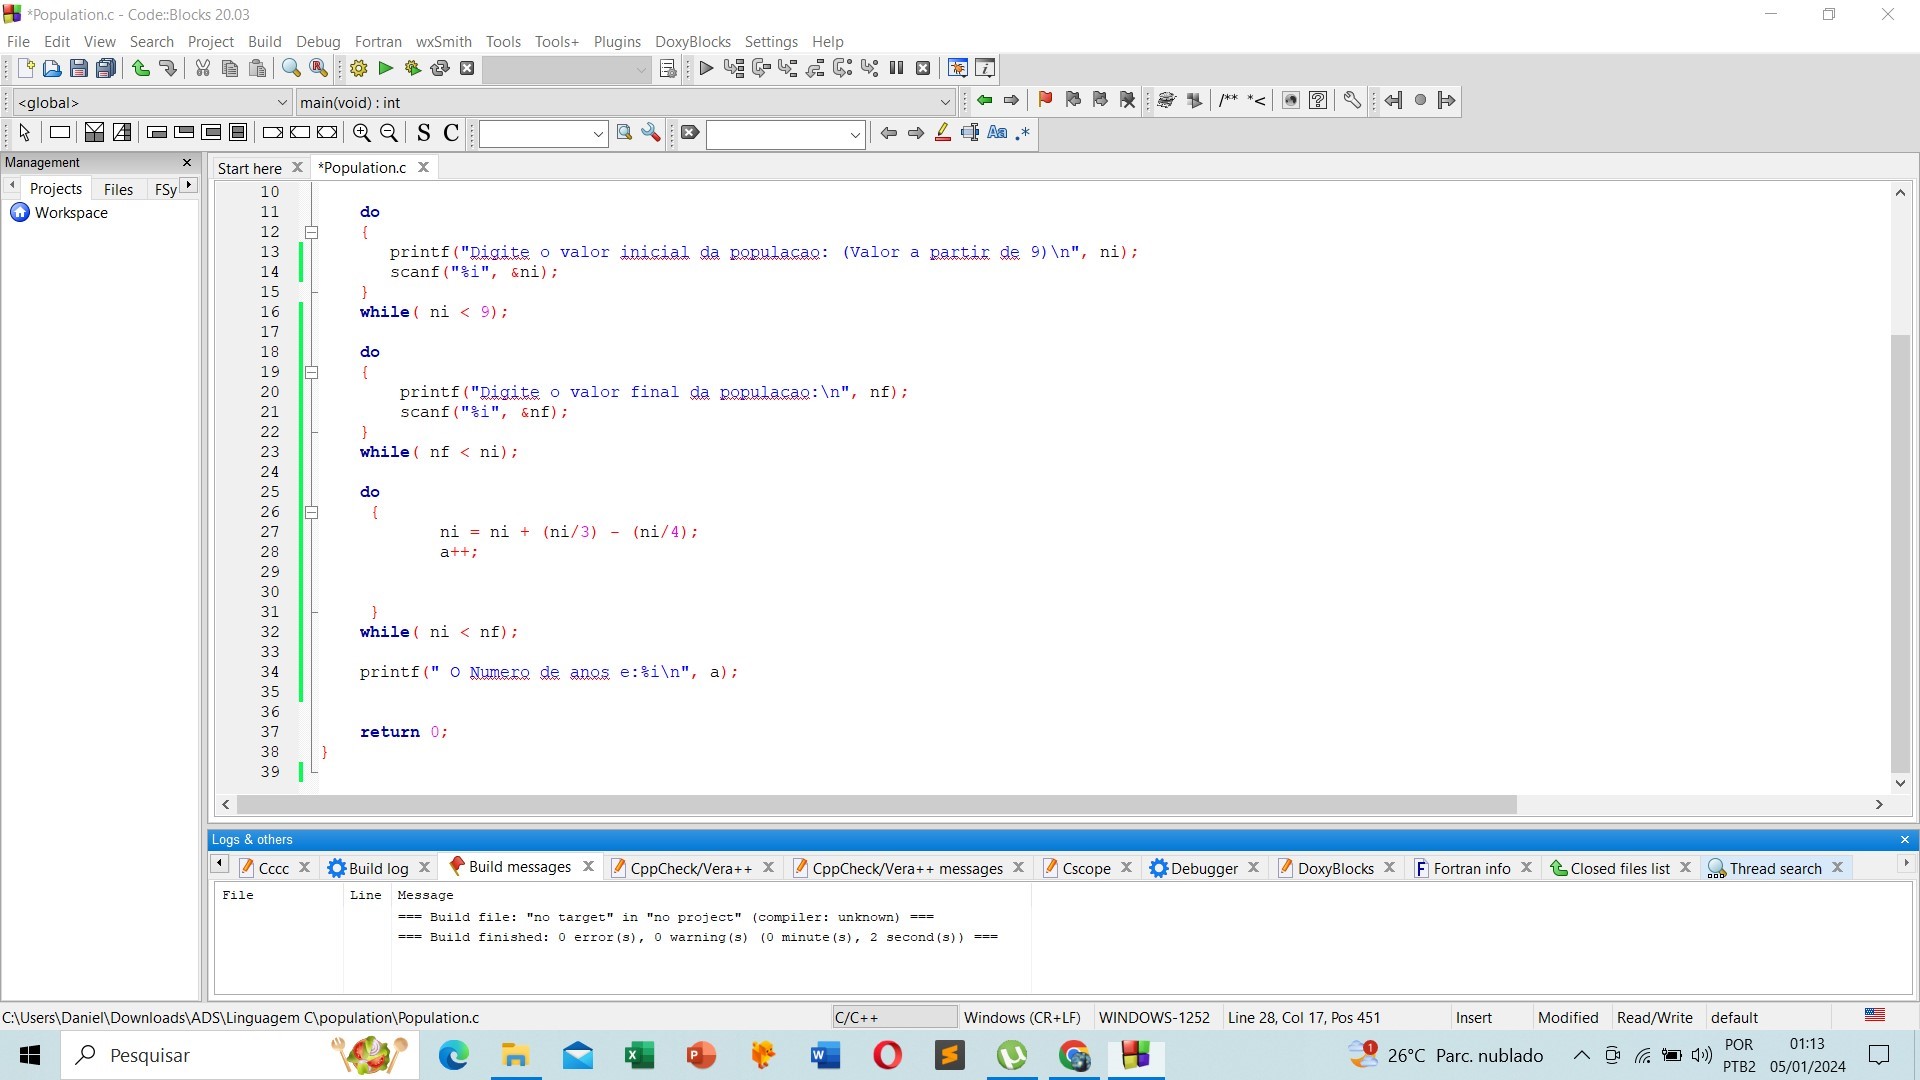 *Population.c - Code::Blocks 20.03
File Edit View Search Project Build Debug Fortran wxSmith Tools Tools+ Plugins DoxyBlocks Settings Help
<global> main(void) : int /** *<
S C Aa .*
Management
Projects Files FSy
Workspace
Start here *Population.c
10
11 do
12 {
13 printf("Digite o valor inicial da populacao: (Valor a partir de 9)\n", ni);
14 scanf("%i", &ni);
15 }
16 while( ni < 9);
17
18 do
19 {
20 printf("Digite o valor final da populacao:\n", nf);
21 scanf("%i", &nf);
22 }
23 while( nf < ni);
24
25 do
26 {
27 ni = ni + (ni/3) - (ni/4);
28 a++;
29
30
31 }
32 while( ni < nf);
33
34 printf(" O Numero de anos e:%i\n", a);
35
36
37 return 0;
38 }
39
Logs & others
Cccc Build log Build messages CppCheck/Vera++ CppCheck/Vera++ messages Cscope Debugger DoxyBlocks Fortran info Closed files list Thread search
File Line Message
=== Build file: "no target" in "no project" (compiler: unknown) ===
=== Build finished: 0 error(s), 0 warning(s) (0 minute(s), 2 second(s)) ===
C:\Users\Daniel\Downloads\ADS\Linguagem C\population\Population.c C/C++ Windows (CR+LF) WINDOWS-1252 Line 28, Col 17, Pos 451 Insert Modified Read/Write default
Pesquisar 1 26°C Parc. nublado POR PTB2 01:13 05/01/2024